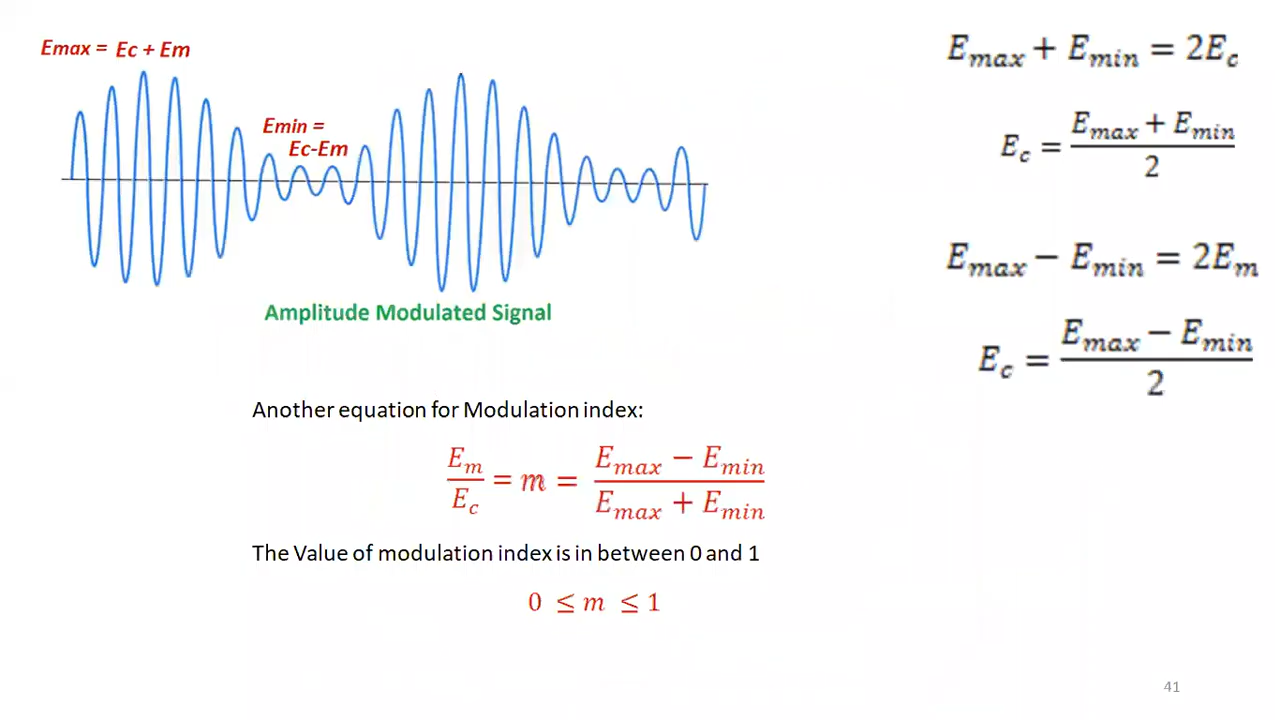 Emax = Ec + Em
Emin =
Ec-Em
Amplitude Modulated Signal
E_max + E_min = 2E_c
E_c = (E_max + E_min) / 2
E_max − E_min = 2E_m
E_c = (E_max − E_min) / 2
Another equation for Modulation index:
E_m / E_c = m = (E_max − E_min) / (E_max + E_min)
The Value of modulation index is in between 0 and 1
0 ≤ m ≤ 1
41